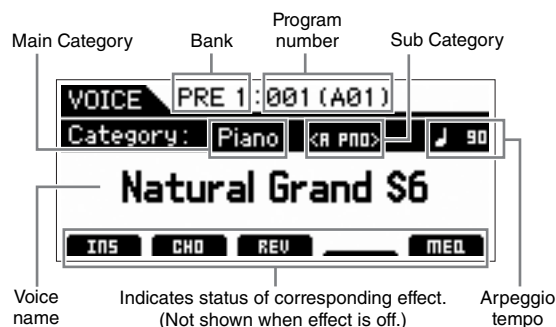 Program
number
Main Category
Bank
Sub Category
VOICE PRE 1:001(A01)
Category: Piano <A PNO> ♩ 90
Natural Grand S6
INS CHO REV MEQ
Voice
name
Indicates status of corresponding effect.
(Not shown when effect is off.)
Arpeggio
tempo